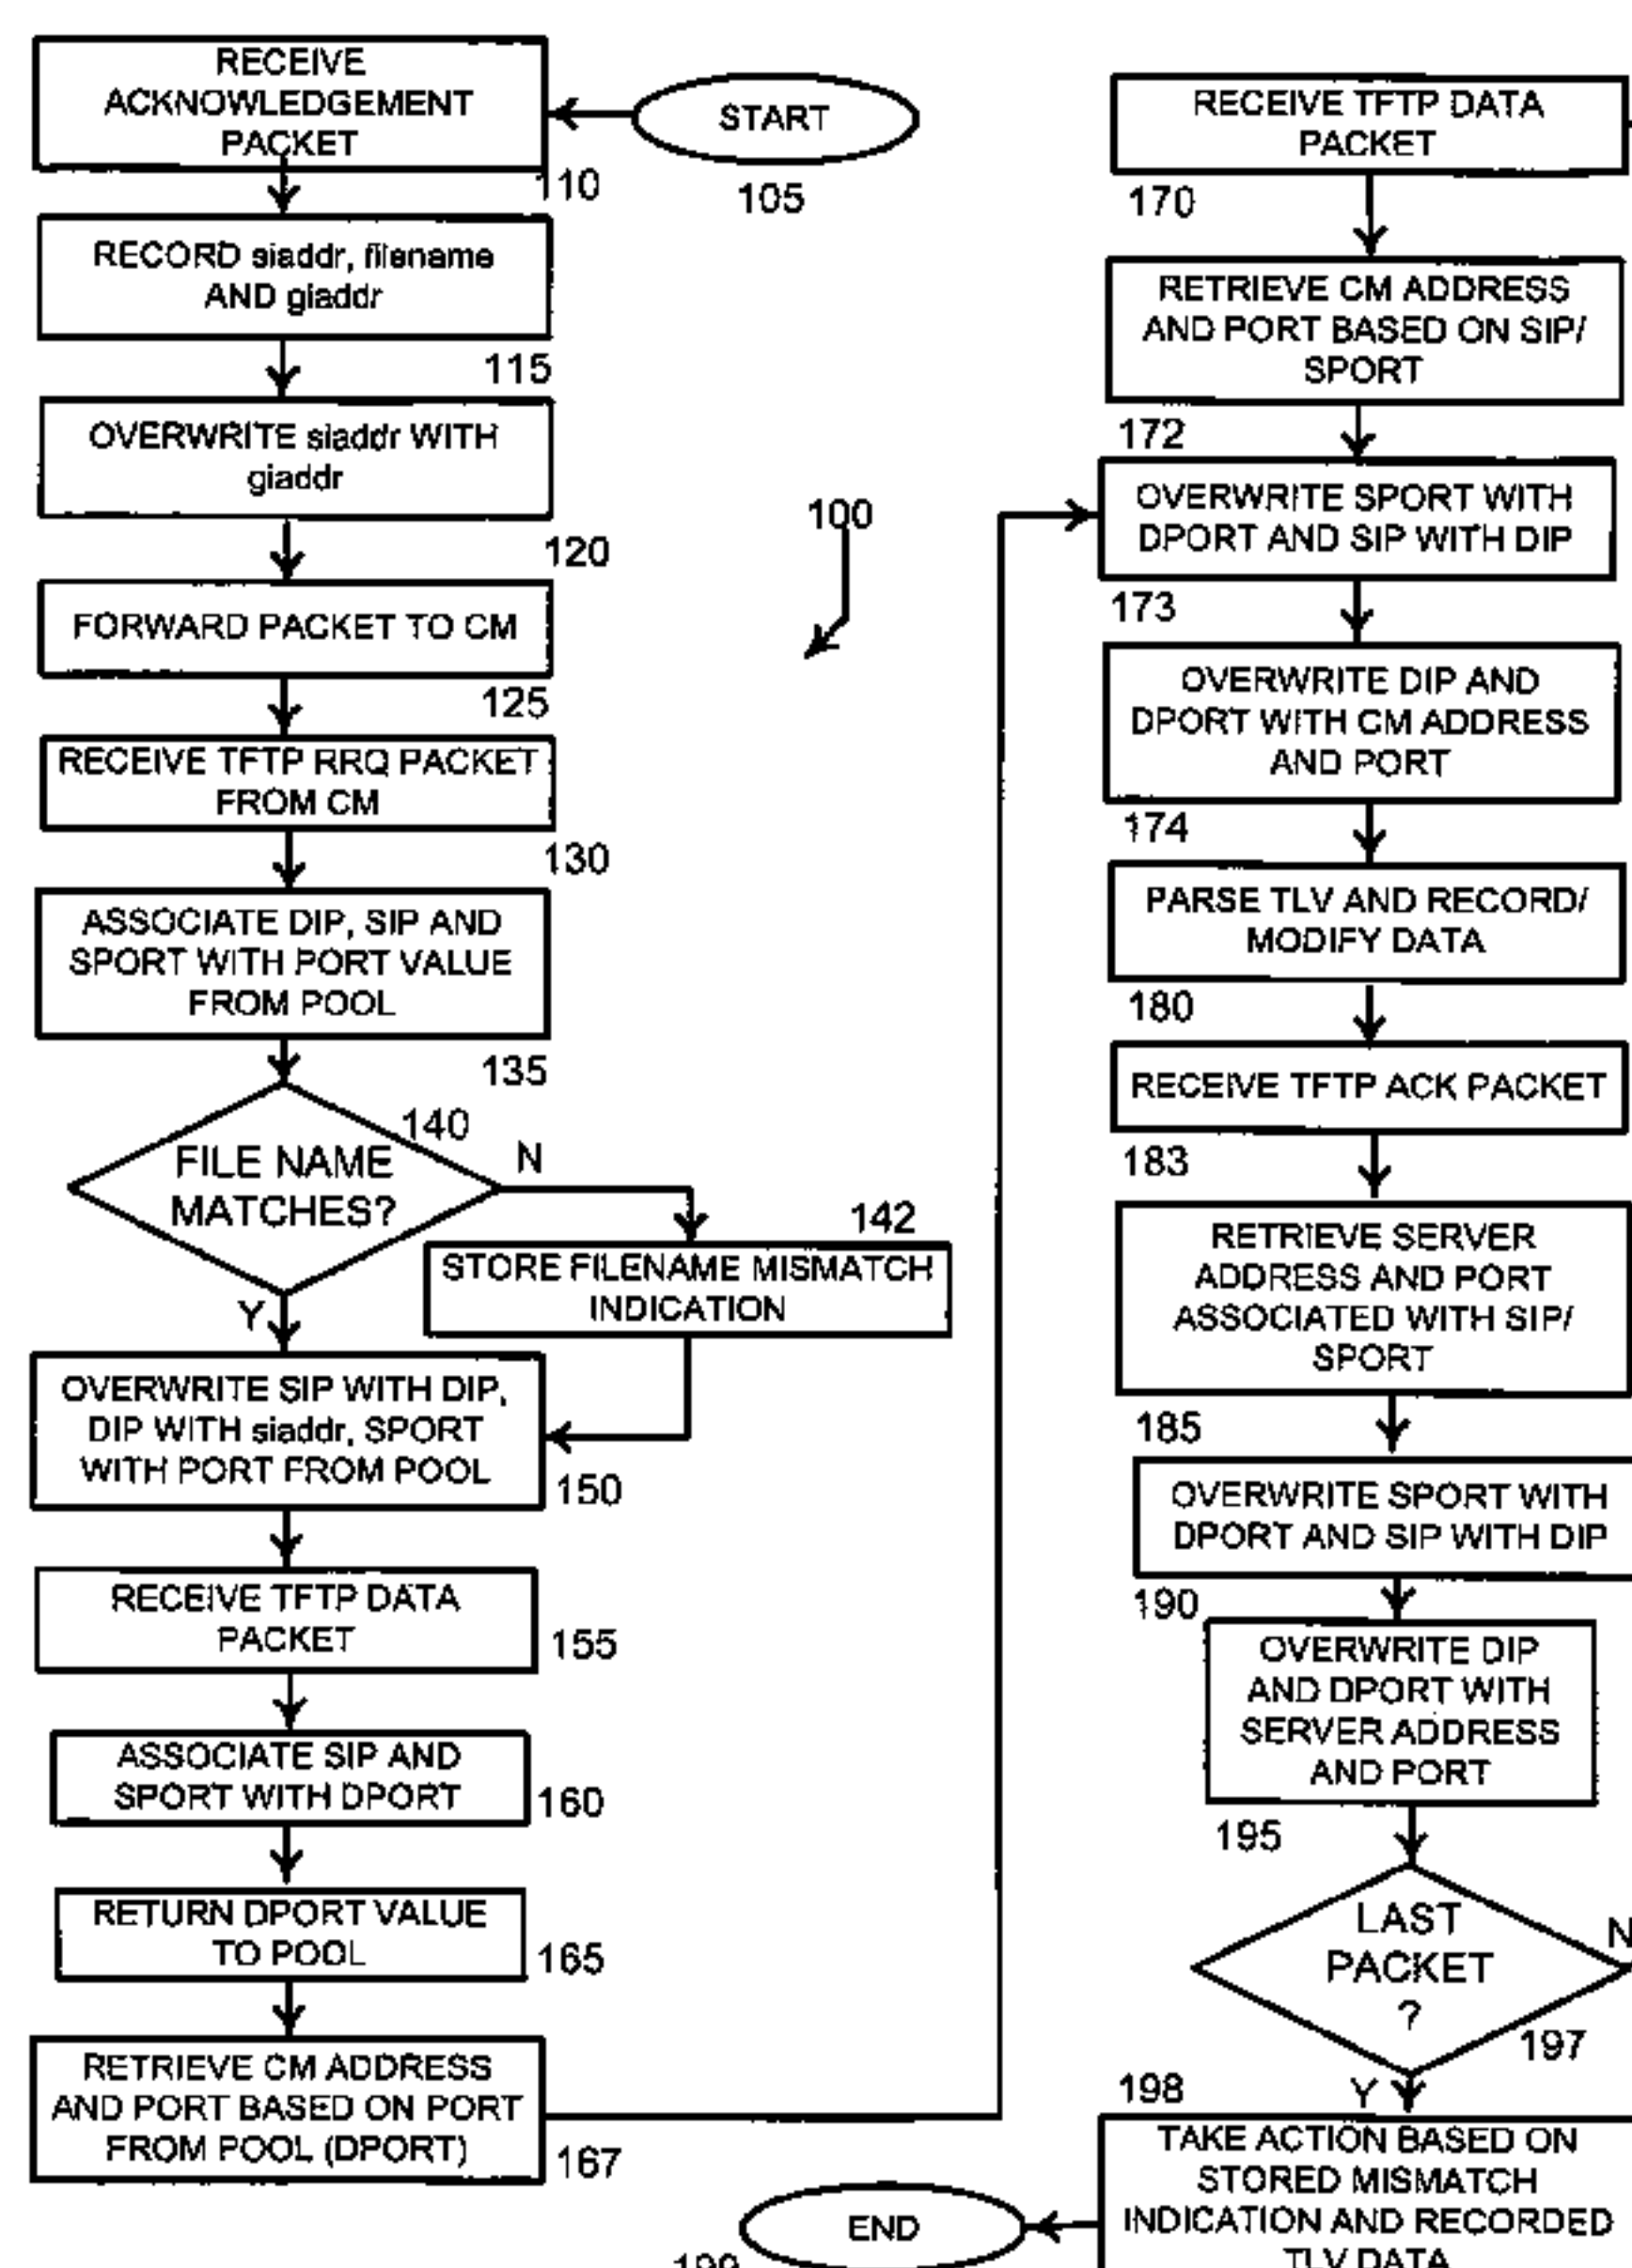 RECEIVE
ACKNOWLEDGEMENT
PACKET
110
START
105
RECORD siaddr, filename
AND giaddr
115
OVERWRITE siaddr WITH
giaddr
120
FORWARD PACKET TO CM
125
RECEIVE TFTP RRQ PACKET
FROM CM
130
ASSOCIATE DIP, SIP AND
SPORT WITH PORT VALUE
FROM POOL
135
140
FILE NAME
MATCHES?
N
Y
142
STORE FILENAME MISMATCH
INDICATION
OVERWRITE SIP WITH DIP,
DIP WITH siaddr, SPORT
WITH PORT FROM POOL
150
RECEIVE TFTP DATA
PACKET
155
ASSOCIATE SIP AND
SPORT WITH DPORT
160
RETURN DPORT VALUE
TO POOL
165
RETRIEVE CM ADDRESS
AND PORT BASED ON PORT
FROM POOL (DPORT)
167
100
RECEIVE TFTP DATA
PACKET
170
RETRIEVE CM ADDRESS
AND PORT BASED ON SIP/
SPORT
172
OVERWRITE SPORT WITH
DPORT AND SIP WITH DIP
173
OVERWRITE DIP AND
DPORT WITH CM ADDRESS
AND PORT
174
PARSE TLV AND RECORD/
MODIFY DATA
180
RECEIVE TFTP ACK PACKET
183
RETRIEVE SERVER
ADDRESS AND PORT
ASSOCIATED WITH SIP/
SPORT
185
OVERWRITE SPORT WITH
DPORT AND SIP WITH DIP
190
OVERWRITE DIP
AND DPORT WITH
SERVER ADDRESS
AND PORT
195
LAST
PACKET
?
N
197
Y
198
TAKE ACTION BASED ON
STORED MISMATCH
INDICATION AND RECORDED
TLV DATA
END
199